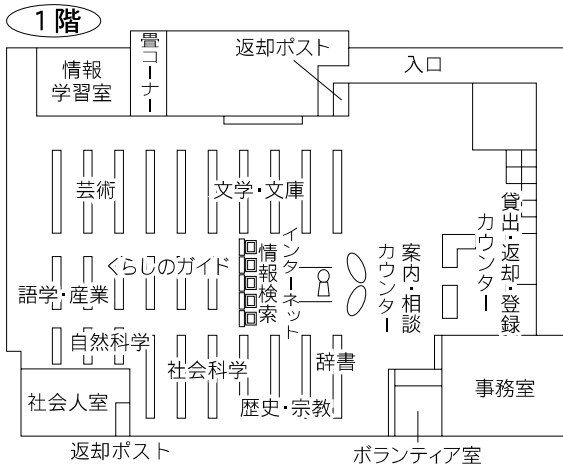 1階
情報
学習室
畳コーナー
返却ポスト
入口
芸術
文学・文庫
貸出・返却・登録
カウンター
くらしのガイド
インターネット
情報検索
案内・相談
カウンター
語学・産業
自然科学
社会科学
辞書
社会人室
歴史・宗教
事務室
返却ポスト
ボランティア室